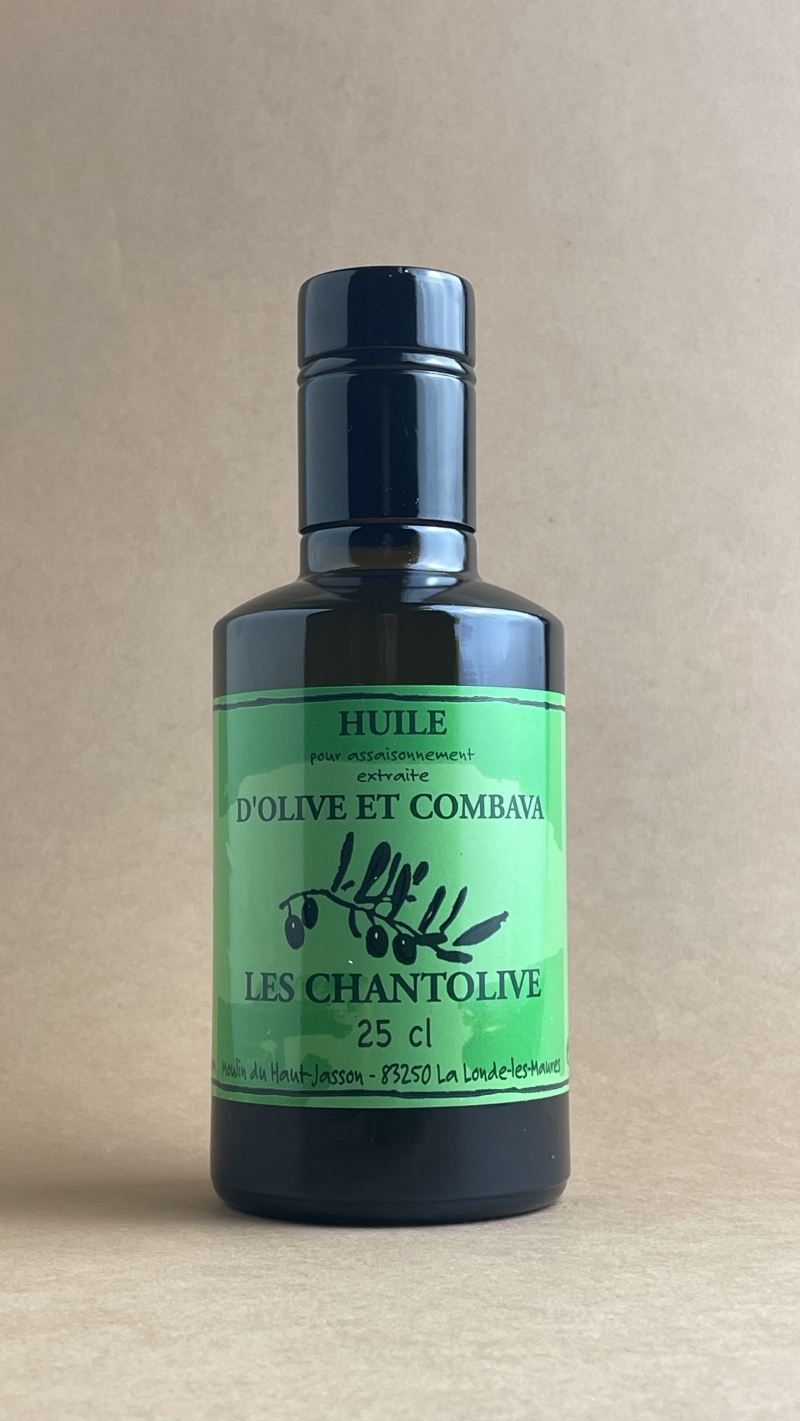 HUILE
pour assaisonnement
extraite
D'OLIVE ET COMBAVA
LES CHANTOLIVE
25 cl
Moulin du Haut-Jasson - 83250 La Londe-les-Maures